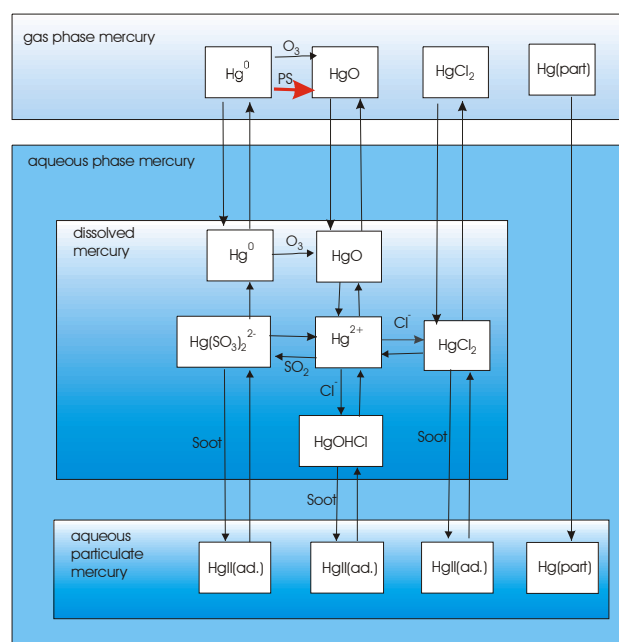 gas phase mercury
O₃
Hg⁰
PS
HgO
HgCl₂
Hg(part)
aqueous phase mercury
dissolved
mercury
Hg⁰
O₃
HgO
Hg(SO₃)₂²⁻
Hg²⁺
Cl⁻
HgCl₂
SO₂
Cl⁻
HgOHCl
Soot
Soot
Soot
aqueous
particulate
mercury
HgII(ad.)
HgII(ad.)
HgII(ad.)
Hg(part)